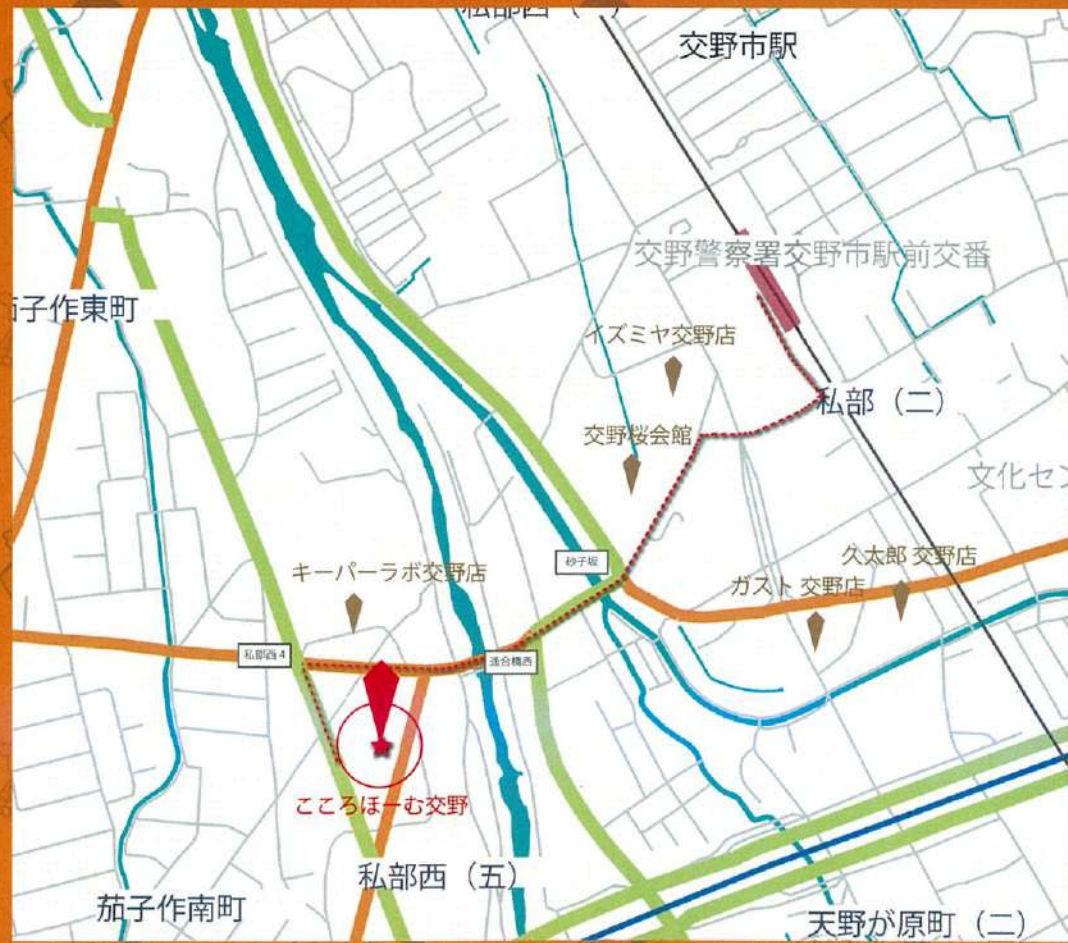 私部西（
交野市駅
交野警察署交野市駅前交番
子作東町
イズミヤ交野店
私部（二）
交野桜会館
文化セン
砂子坂
久太郎 交野店
キーパーラボ交野店
ガスト 交野店
私部西4
逢合橋西
こころほーむ交野
私部西（五）
茄子作南町
天野が原町（二）